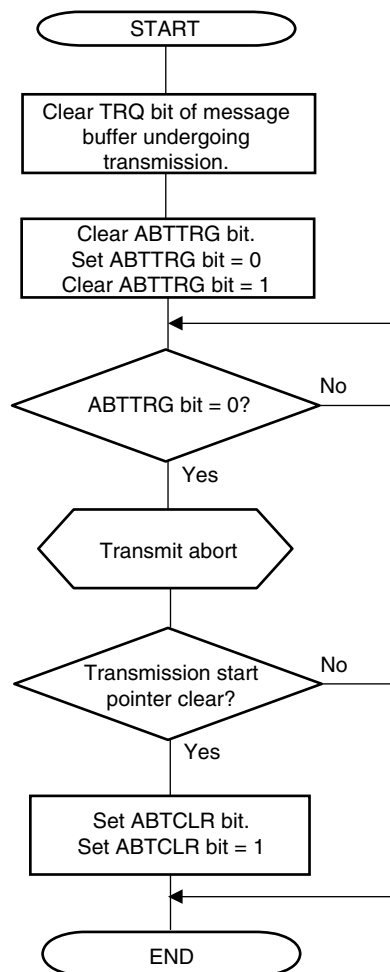 START
Clear TRQ bit of message
buffer undergoing
transmission.
Clear ABTTRG bit.
Set ABTTRG bit = 0
Clear ABTTRG bit = 1
ABTTRG bit = 0?
No
Yes
Transmit abort
Transmission start
pointer clear?
No
Yes
Set ABTCLR bit.
Set ABTCLR bit = 1
END